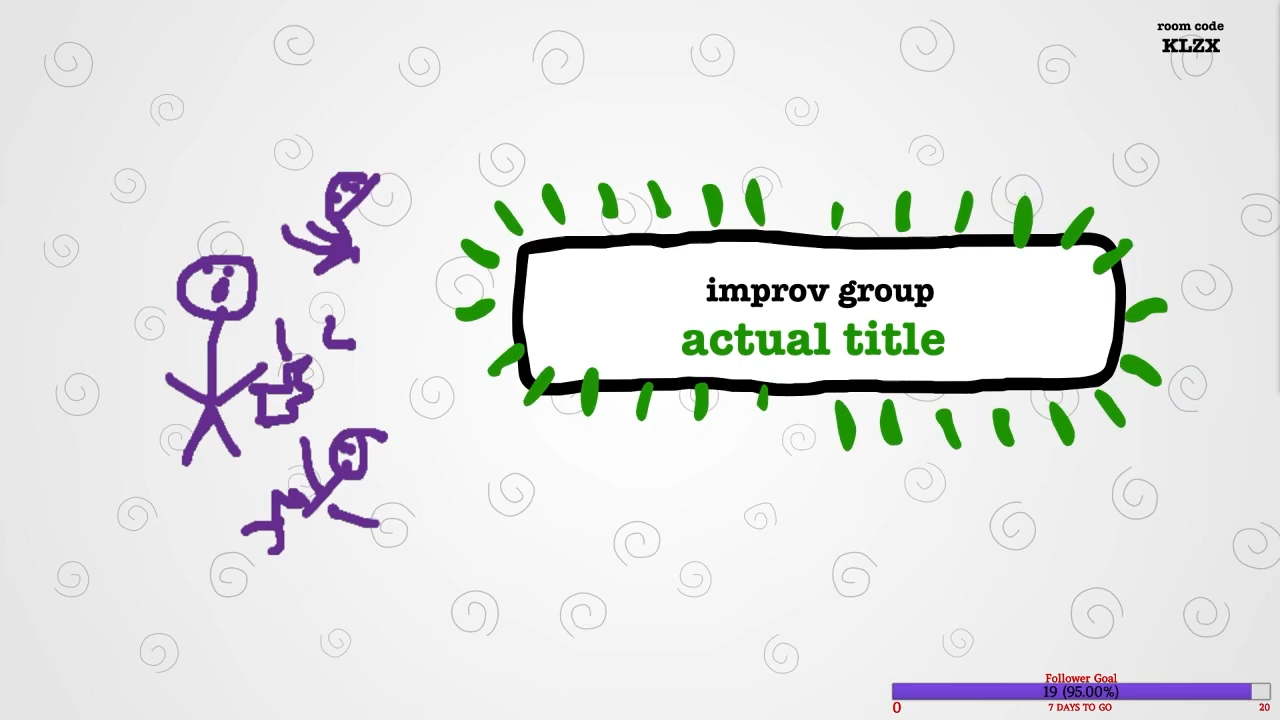 room code
KLZX
improv group
actual title
Follower Goal
19 (95.00%)
0
7 DAYS TO GO
20